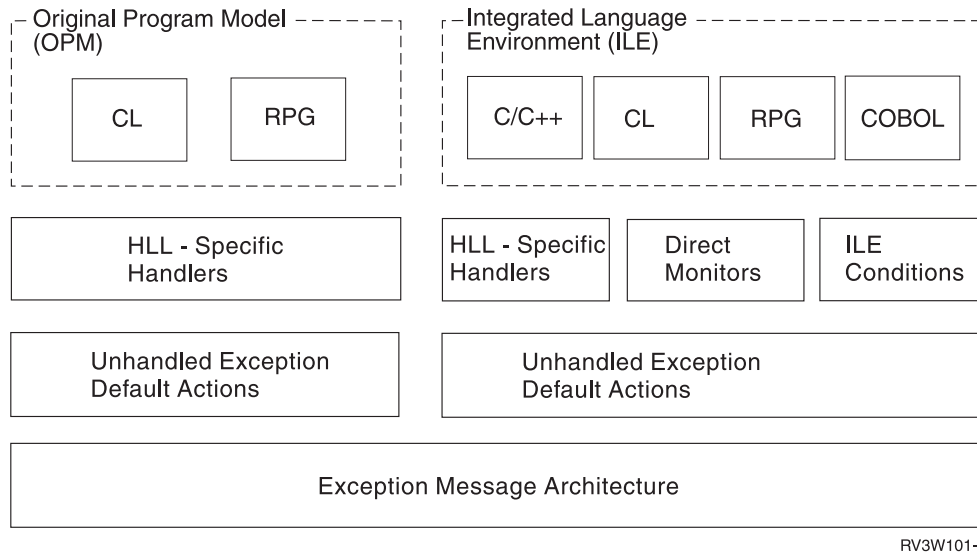 Original Program Model
(OPM)
CL
RPG
Integrated Language
Environment (ILE)
C/C++
CL
RPG
COBOL
HLL - Specific
Handlers
HLL - Specific
Handlers
Direct
Monitors
ILE
Conditions
Unhandled Exception
Default Actions
Unhandled Exception
Default Actions
Exception Message Architecture
RV3W101-